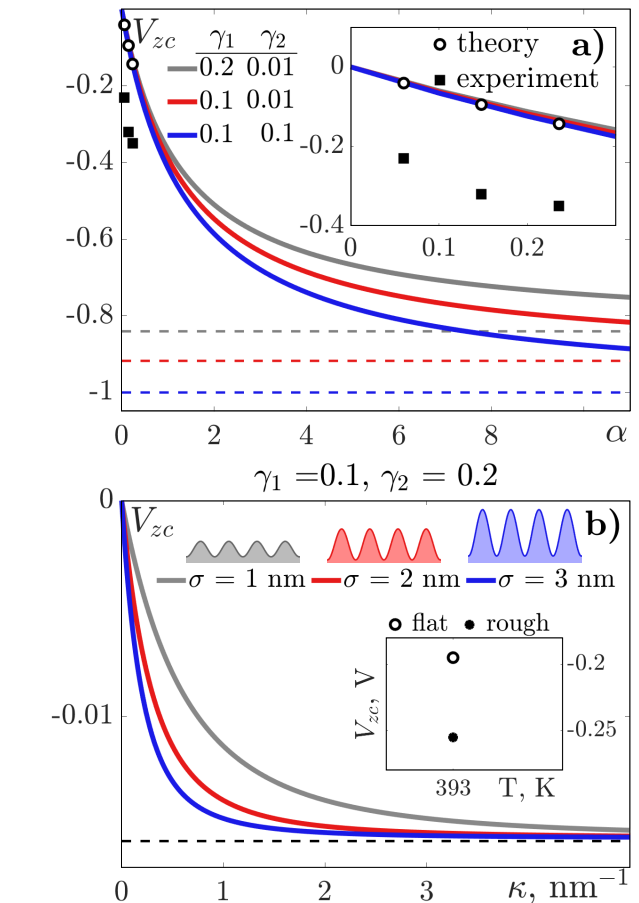 V_zc γ₁ γ₂
0.2 0.01
0.1 0.01
0.1 0.1
a)
theory
experiment
0
-0.2
-0.4
0 0.1 0.2
-0.2
-0.4
-0.6
-0.8
-1
0 2 4 6 8 α
γ₁ =0.1, γ₂ = 0.2
0
V_zc
b)
σ = 1 nm σ = 2 nm σ = 3 nm
flat rough
V_zc, V
-0.2
-0.25
393 T, K
-0.01
0 1 2 3 κ, nm⁻¹